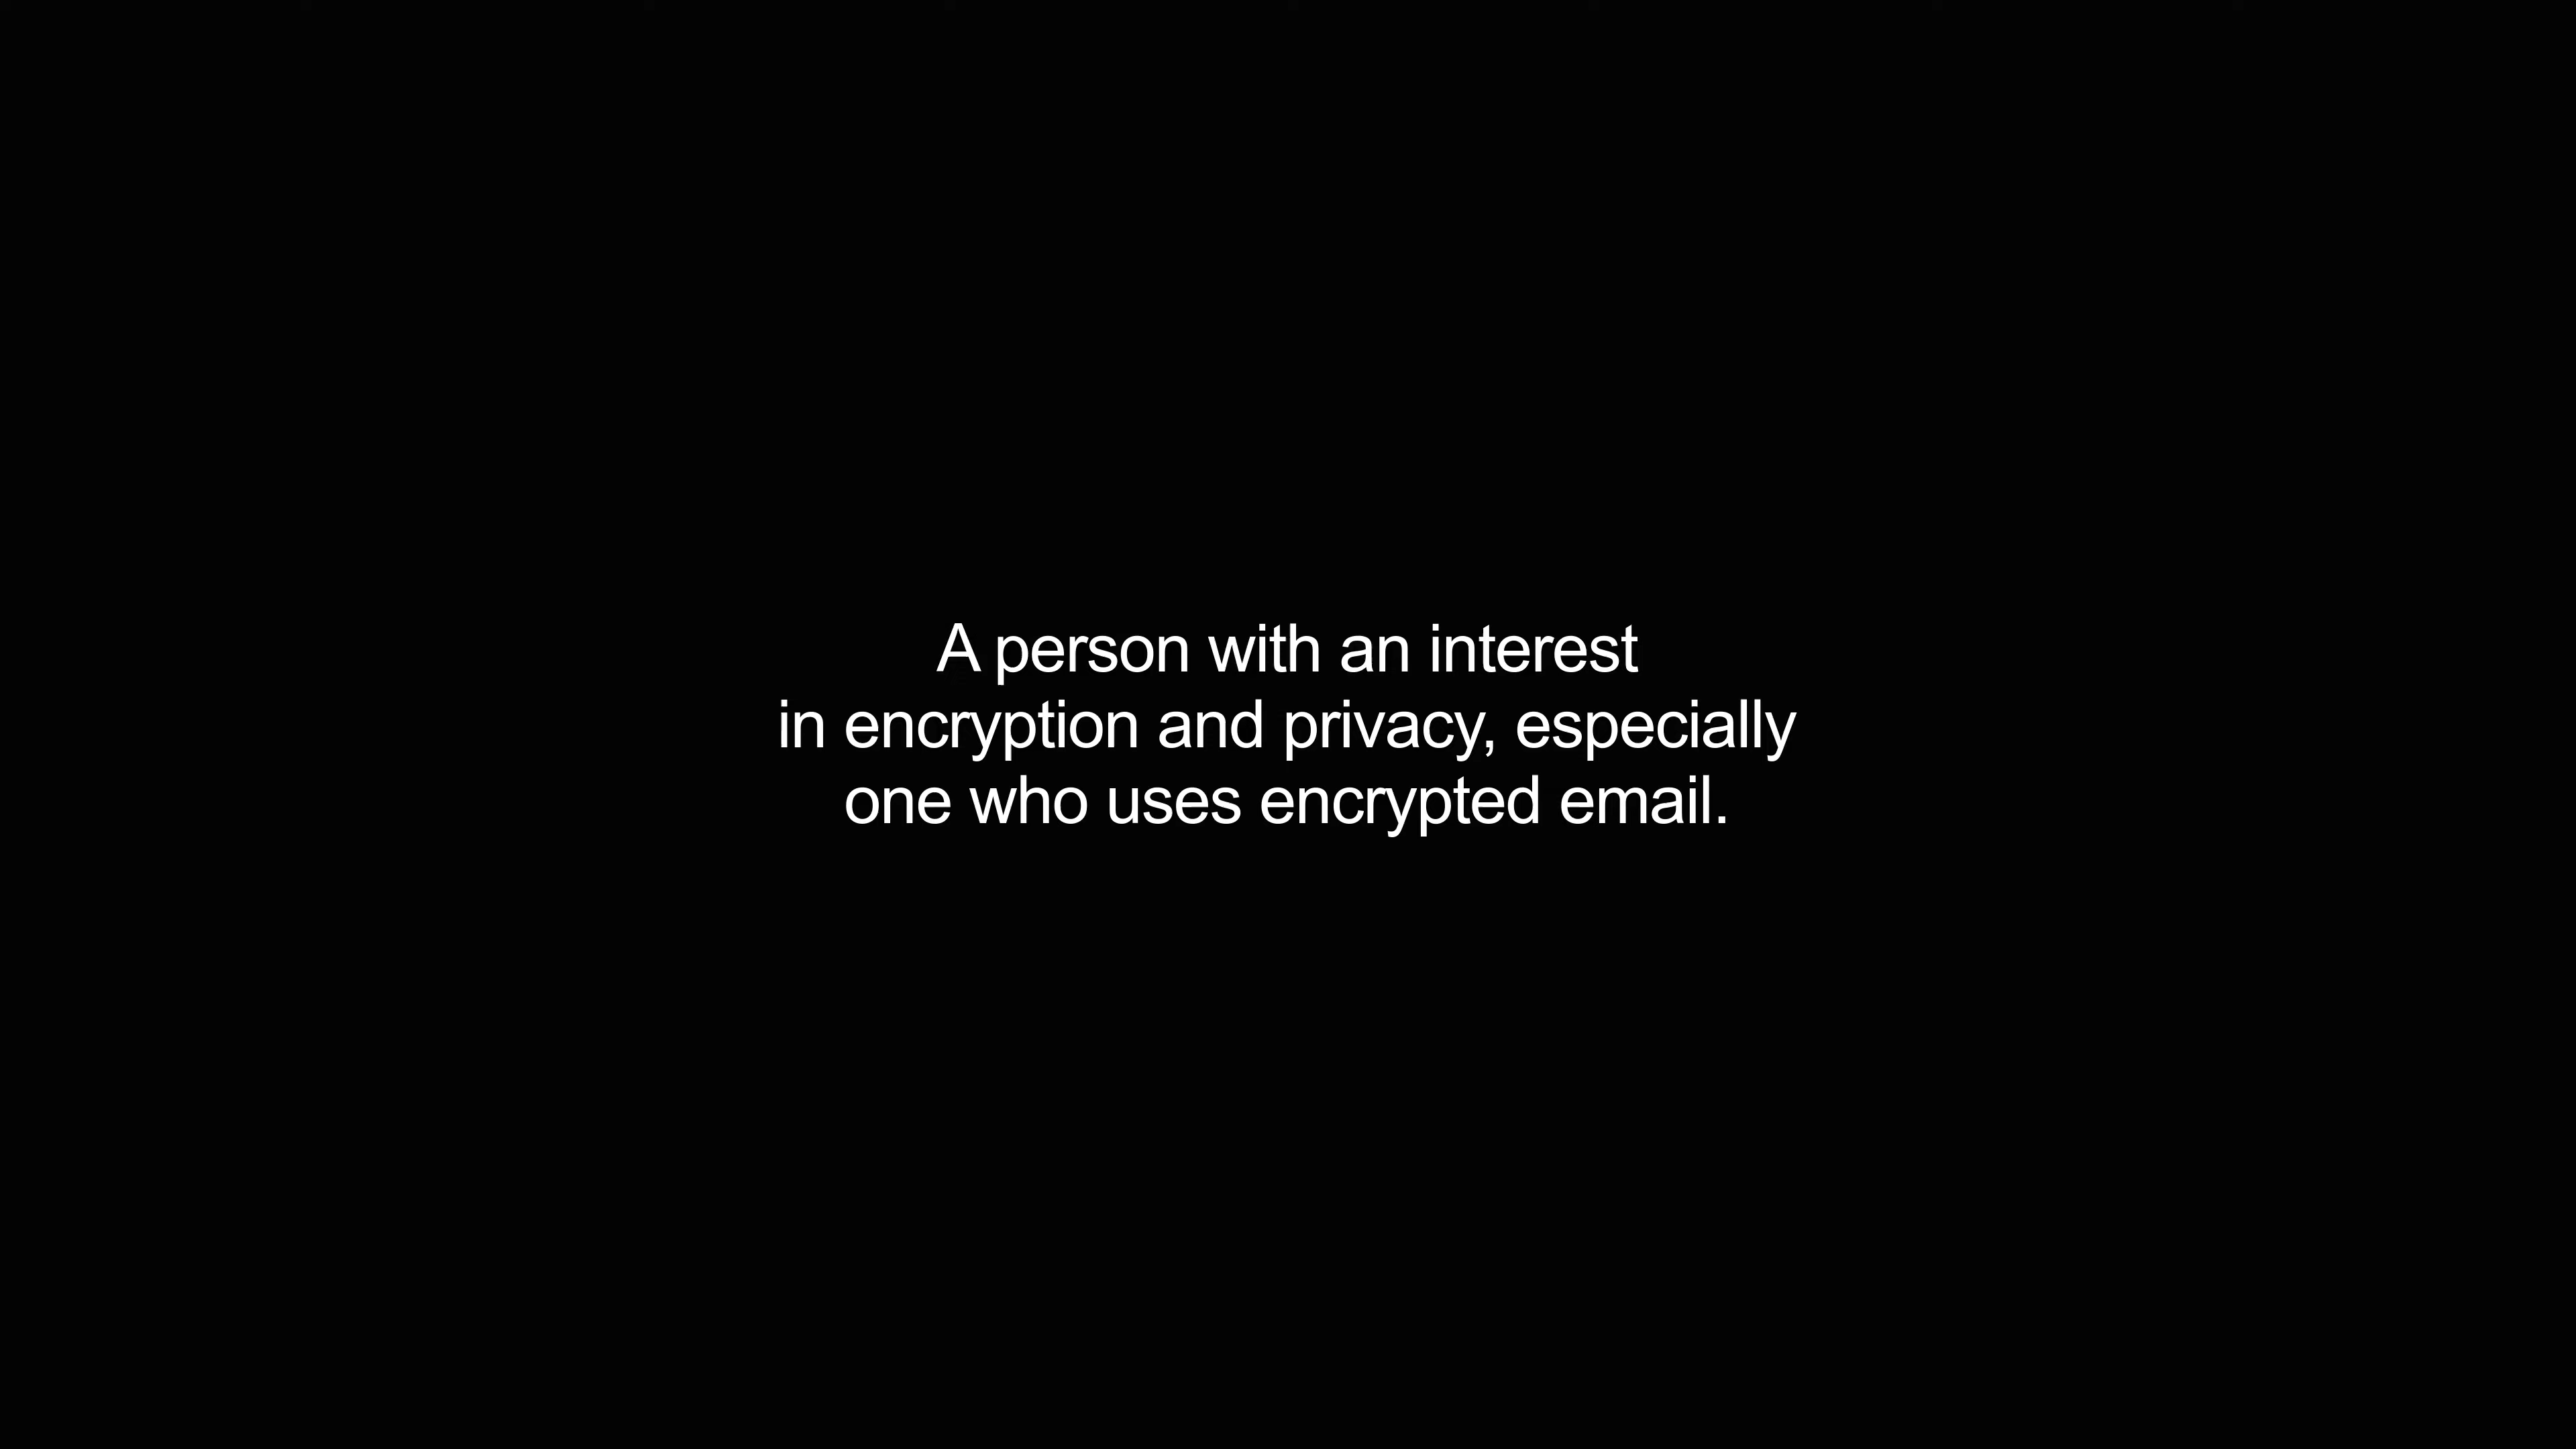 A person with an interest
in encryption and privacy, especially
one who uses encrypted email.